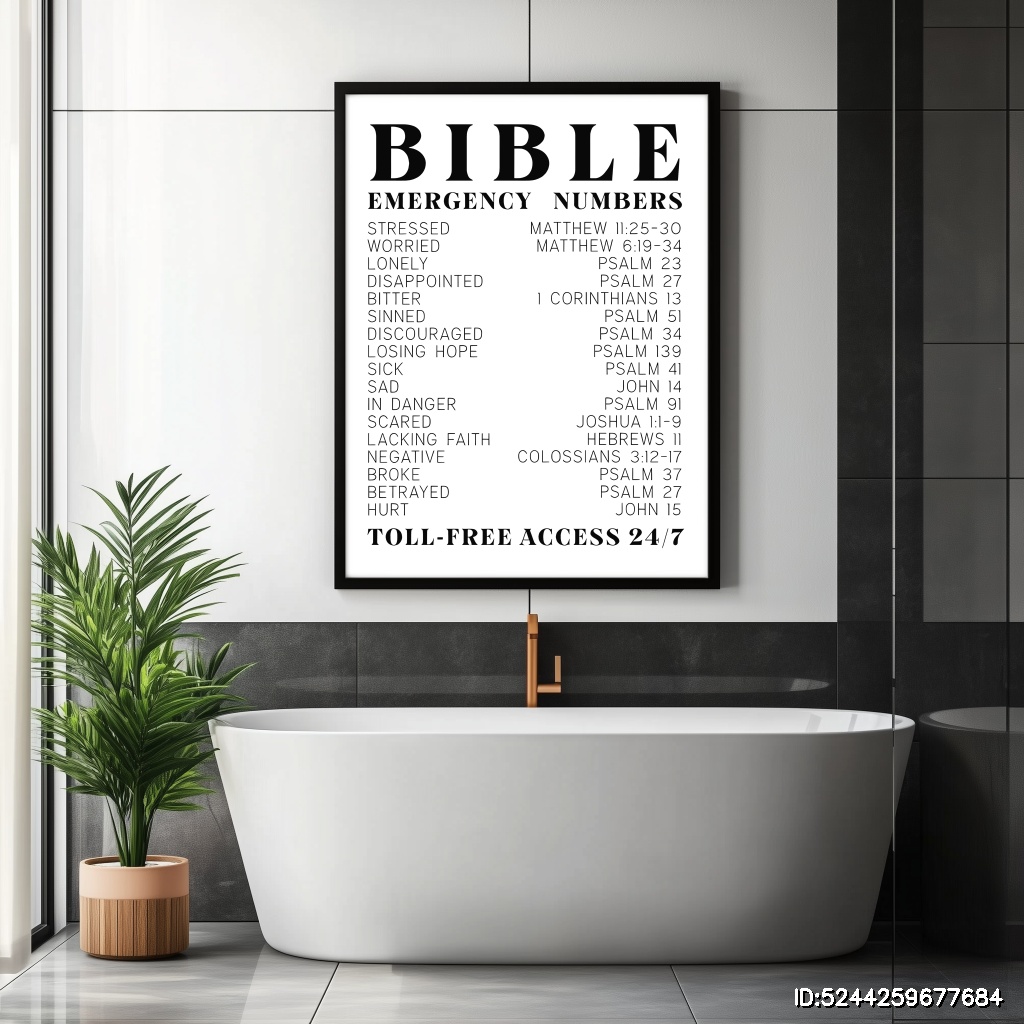 BIBLE
EMERGENCY NUMBERS
STRESSED MATTHEW 11:25-30
WORRIED MATTHEW 6:19-34
LONELY PSALM 23
DISAPPOINTED PSALM 27
BITTER 1 CORINTHIANS 13
SINNED PSALM 51
DISCOURAGED PSALM 34
LOSING HOPE PSALM 139
SICK PSALM 41
SAD JOHN 14
IN DANGER PSALM 91
SCARED JOSHUA 1:1-9
LACKING FAITH HEBREWS 11
NEGATIVE COLOSSIANS 3:12-17
BROKE PSALM 37
BETRAYED PSALM 27
HURT JOHN 15
TOLL-FREE ACCESS 24/7
ID:5244259677684